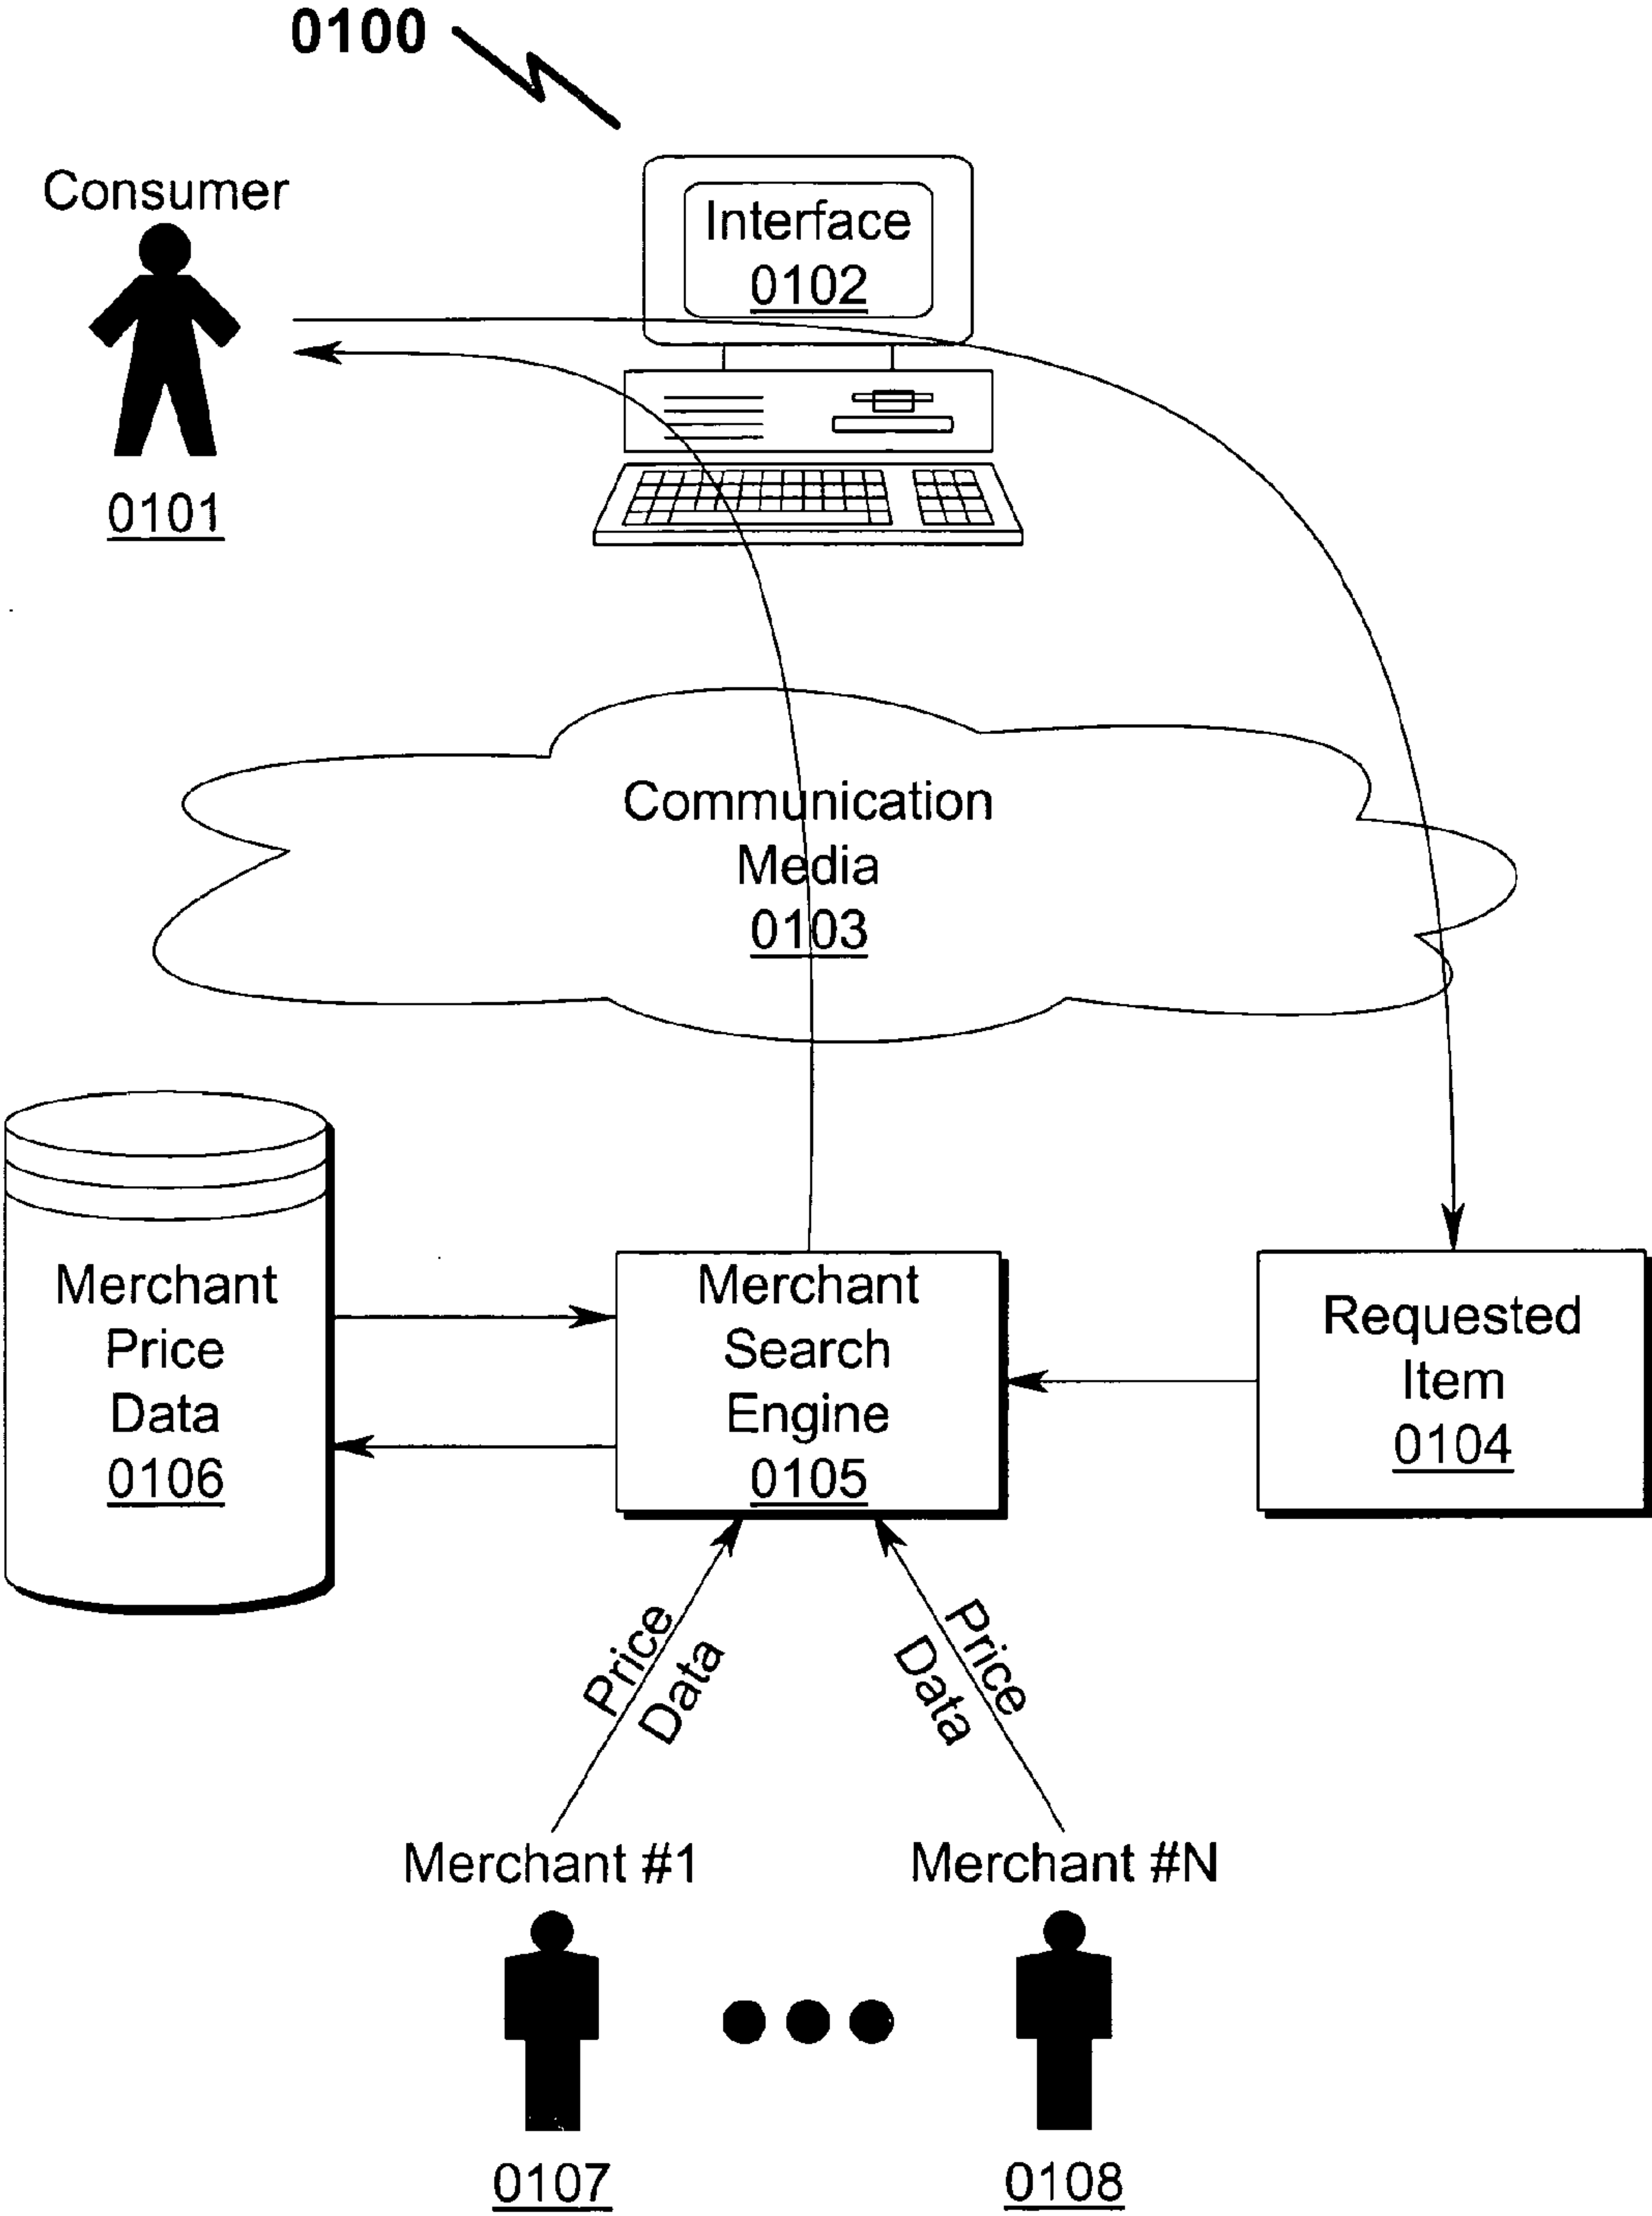 0100
Consumer
0101
Interface
0102
Communication
Media
0103
Merchant
Price
Data
0106
Merchant
Search
Engine
0105
Requested
Item
0104
Price
Data
Price
Data
Merchant #1
Merchant #N
0107
0108